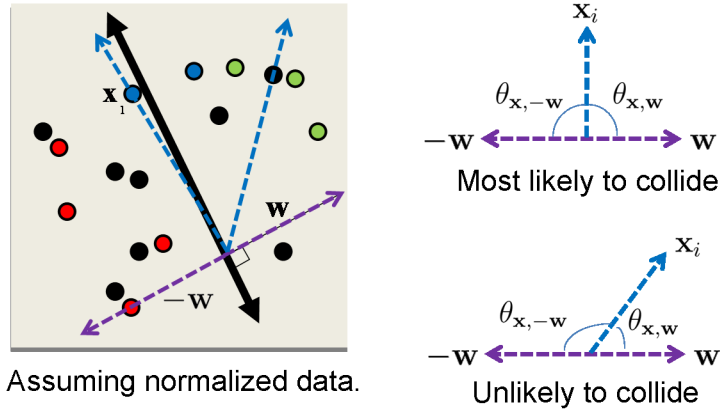 x₁
w
−w
Assuming normalized data.
xᵢ
θx,−w θx,w
−w w
Most likely to collide
xᵢ
θx,−w θx,w
−w w
Unlikely to collide